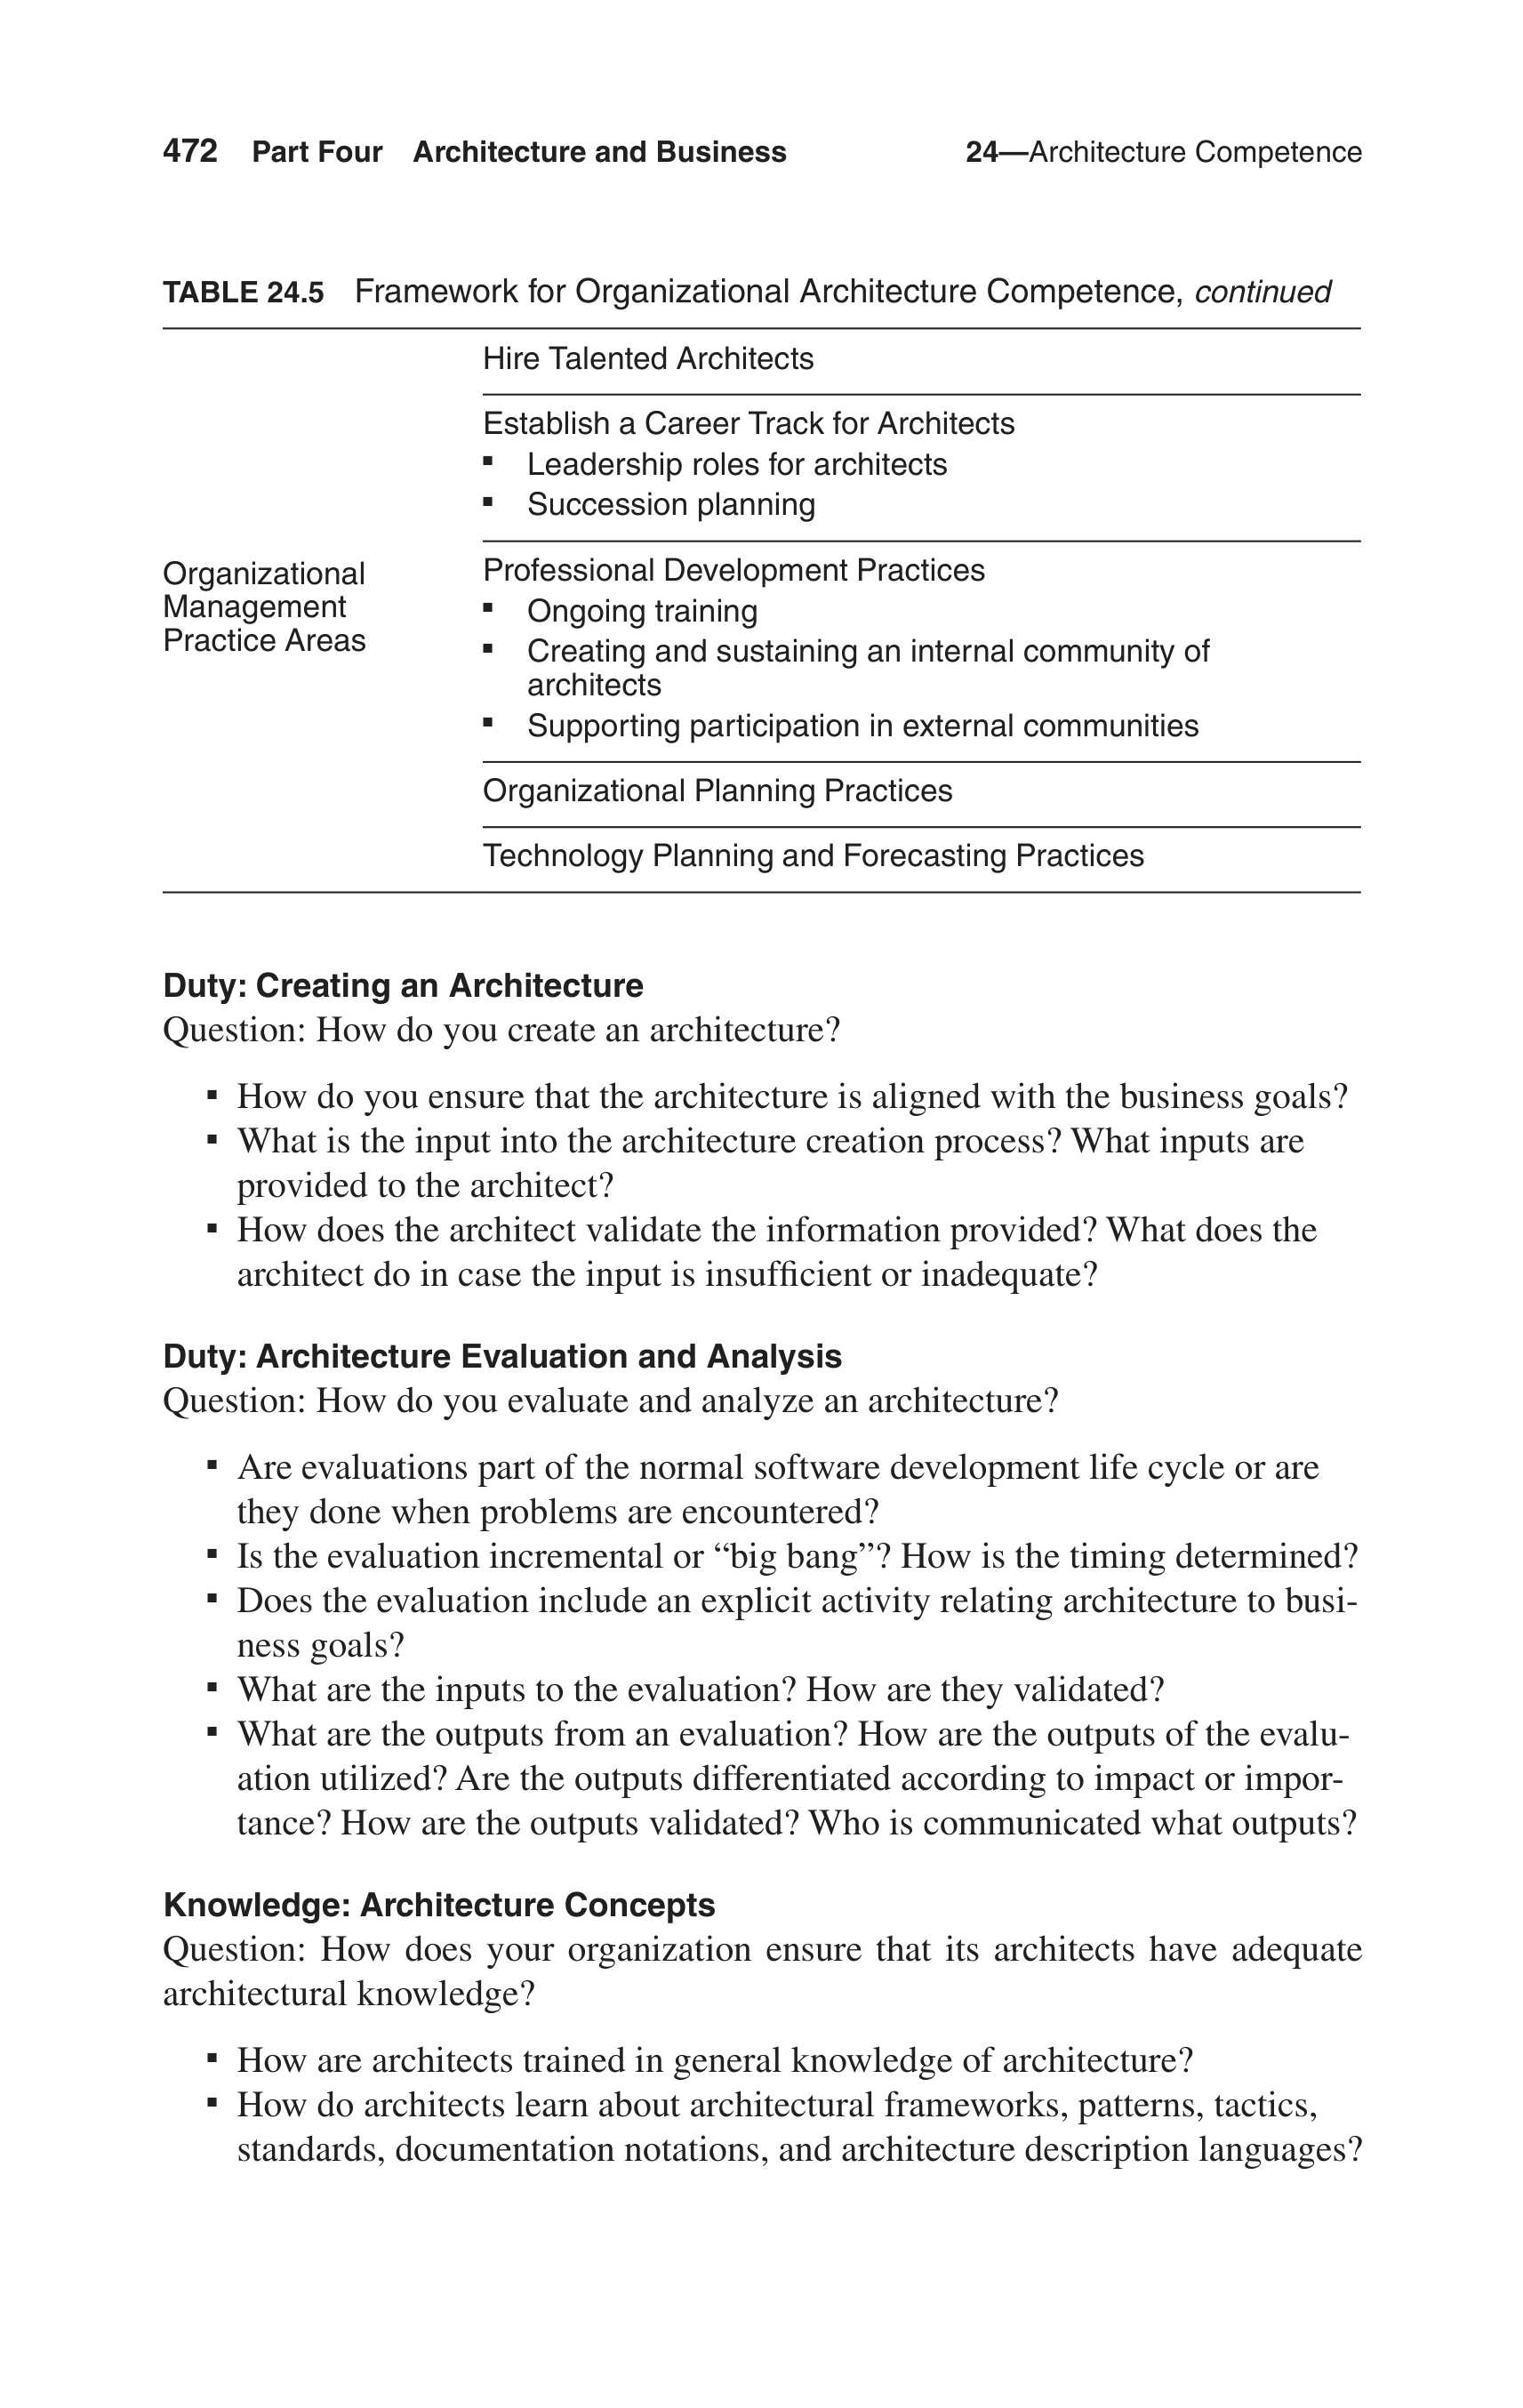 472 Part Four Architecture and Business 24—Architecture Competence
TABLE 24.5 Framework for Organizational Architecture Competence, continued
Hire Talented Architects
Establish a Career Track for Architects
▪ Leadership roles for architects
▪ Succession planning
Organizational
Management
Practice Areas
Professional Development Practices
▪ Ongoing training
▪ Creating and sustaining an internal community of
architects
▪ Supporting participation in external communities
Organizational Planning Practices
Technology Planning and Forecasting Practices
Duty: Creating an Architecture
Question: How do you create an architecture?
▪ How do you ensure that the architecture is aligned with the business goals?
▪ What is the input into the architecture creation process? What inputs are
provided to the architect?
▪ How does the architect validate the information provided? What does the
architect do in case the input is insufficient or inadequate?
Duty: Architecture Evaluation and Analysis
Question: How do you evaluate and analyze an architecture?
▪ Are evaluations part of the normal software development life cycle or are
they done when problems are encountered?
▪ Is the evaluation incremental or “big bang”? How is the timing determined?
▪ Does the evaluation include an explicit activity relating architecture to busi-
ness goals?
▪ What are the inputs to the evaluation? How are they validated?
▪ What are the outputs from an evaluation? How are the outputs of the evalu-
ation utilized? Are the outputs differentiated according to impact or impor-
tance? How are the outputs validated? Who is communicated what outputs?
Knowledge: Architecture Concepts
Question: How does your organization ensure that its architects have adequate
architectural knowledge?
▪ How are architects trained in general knowledge of architecture?
▪ How do architects learn about architectural frameworks, patterns, tactics,
standards, documentation notations, and architecture description languages?